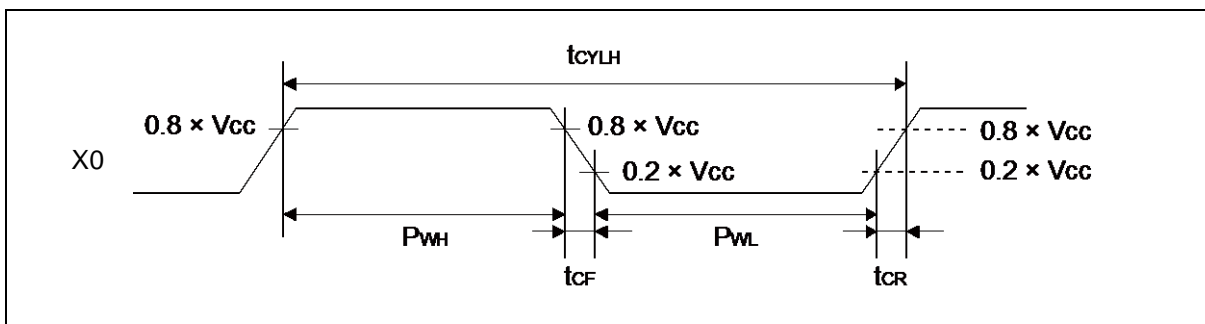 tCYLH
0.8 × VCC
0.8 × VCC
0.8 × VCC
X0
0.2 × VCC
0.2 × VCC
PWH
PWL
tCF
tCR